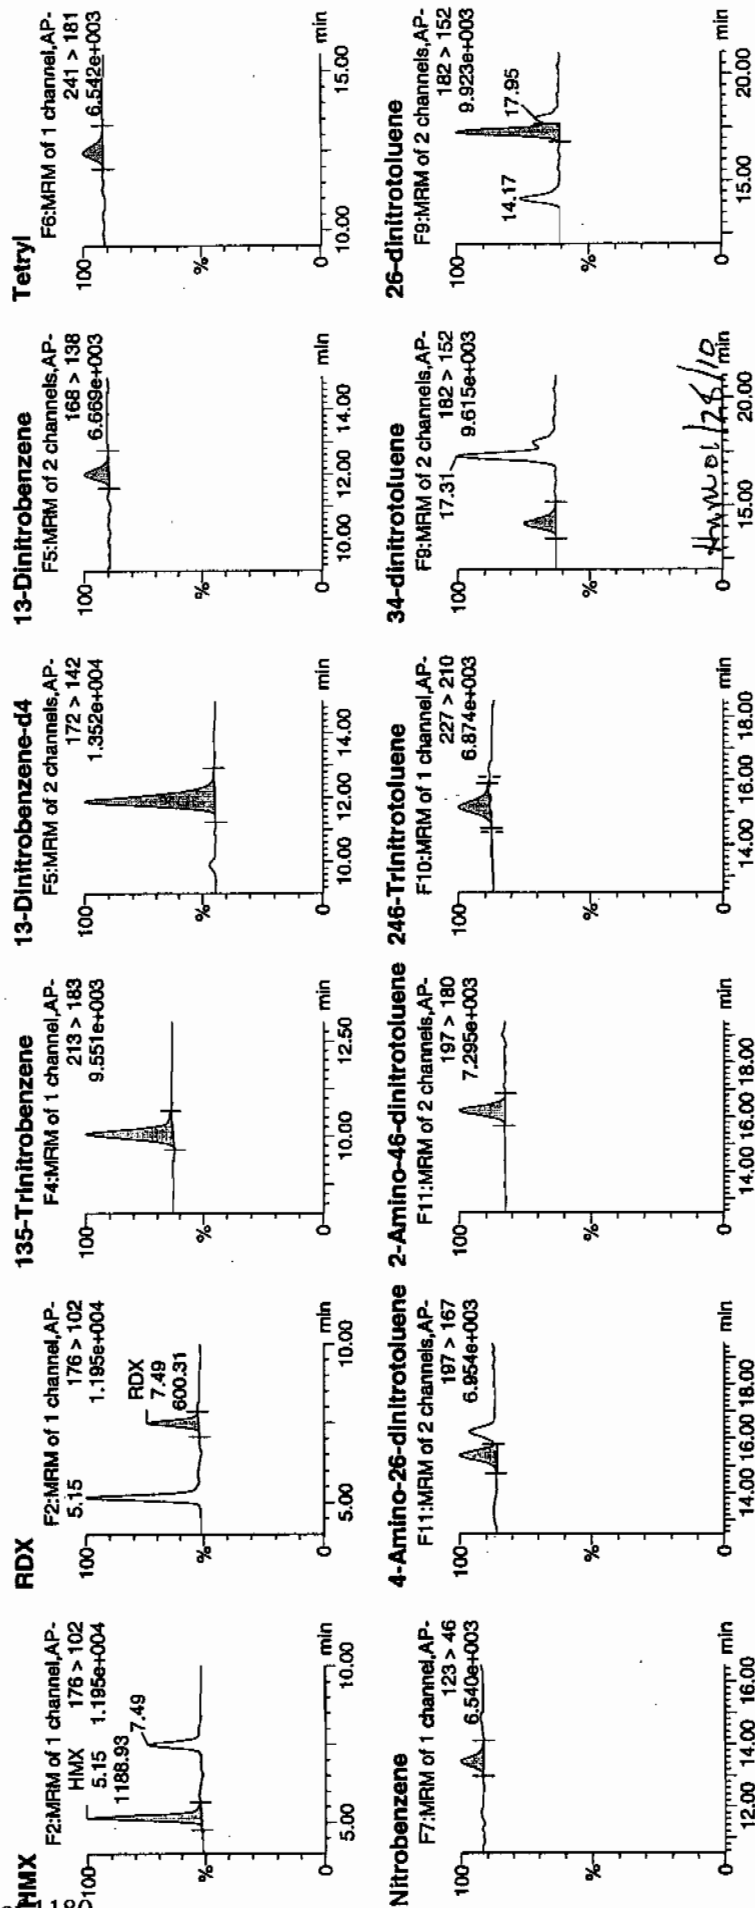 HMX
F2:MRM of 1 channel,AP-
HMX 176 > 102
5.15 1.195e+004
1188.93
7.49
100
%
0
5.00 10.00 min
RDX
F2:MRM of 1 channel,AP-
5.15 176 > 102
1.195e+004
RDX
7.49
600.31
100
%
0
5.00 10.00 min
135-Trinitrobenzene
F4:MRM of 1 channel,AP-
213 > 183
9.551e+003
100
%
0
10.00 12.50 min
13-Dinitrobenzene-d4
F5:MRM of 2 channels,AP-
172 > 142
1.352e+004
100
%
0
10.00 12.00 14.00 min
13-Dinitrobenzene
F5:MRM of 2 channels,AP-
168 > 138
6.669e+003
100
%
0
10.00 12.00 14.00 min
Tetryl
F6:MRM of 1 channel,AP-
241 > 181
6.542e+003
100
%
0
10.00 15.00 min
Nitrobenzene
F7:MRM of 1 channel,AP-
123 > 46
6.540e+003
100
%
0
12.00 14.00 16.00 min
4-Amino-26-dinitrotoluene
F11:MRM of 2 channels,AP-
197 > 167
6.954e+003
100
%
0
14.00 16.00 18.00 min
2-Amino-46-dinitrotoluene
F11:MRM of 2 channels,AP-
197 > 180
7.295e+003
100
%
0
14.00 16.00 18.00 min
246-Trinitrotoluene
F10:MRM of 1 channel,AP-
227 > 210
6.874e+003
100
%
0
14.00 16.00 18.00 min
34-dinitrotoluene
F9:MRM of 2 channels,AP-
17.31 182 > 152
9.615e+003
100
%
0
15.00 20.00 min
26-dinitrotoluene
F9:MRM of 2 channels,AP-
182 > 152
9.923e+003
14.17
17.95
100
%
0
15.00 20.00 min